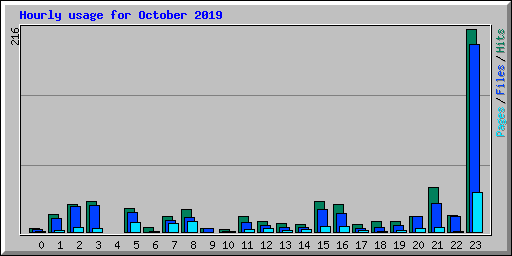 Hourly usage for October 2019
216
Pages/Files/Hits
0 1 2 3 4 5 6 7 8 9 10 11 12 13 14 15 16 17 18 19 20 21 22 23